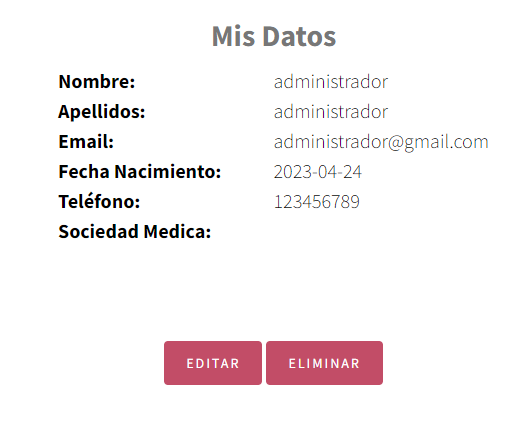 Mis Datos
Nombre: administrador
Apellidos: administrador
Email: administrador@gmail.com
Fecha Nacimiento: 2023-04-24
Teléfono: 123456789
Sociedad Medica:
EDITAR ELIMINAR